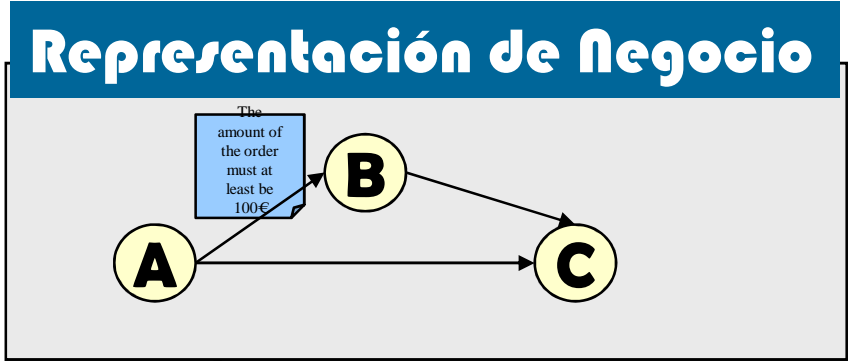 Representación de Negocio
The
amount of
the order
must at
least be
100€
B
A
C